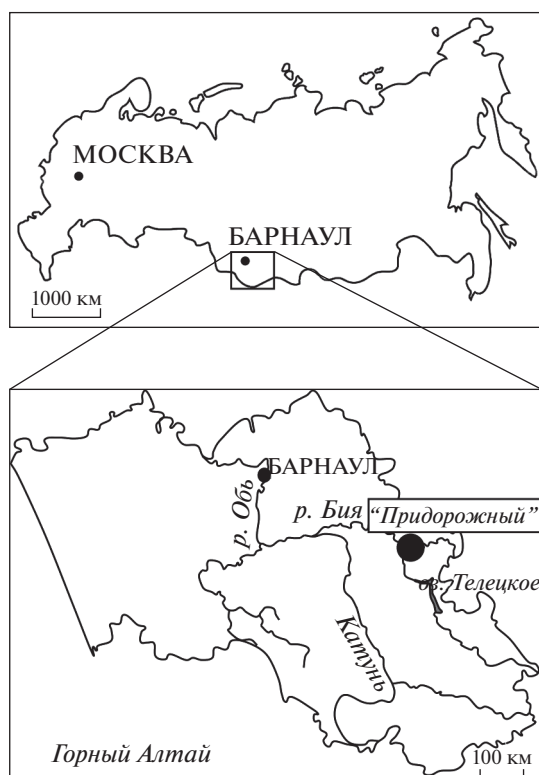 МОСКВА
БАРНАУЛ
1000 км
БАРНАУЛ
р. Обь
р. Бия
“Придорожный”
оз. Телецкое
Катунь
Горный Алтай
100 км